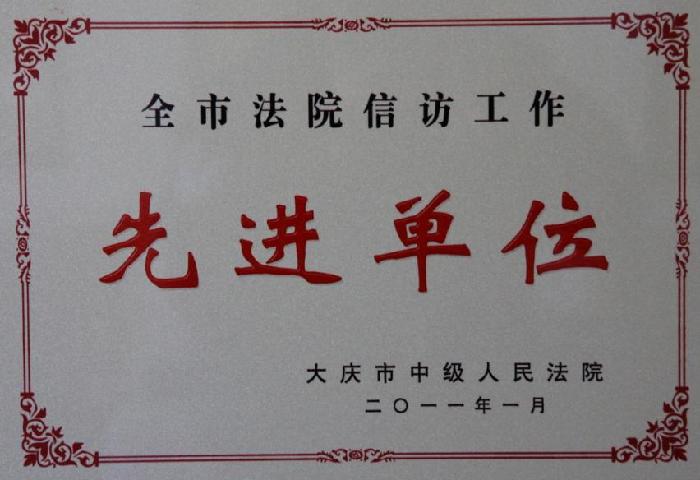 全市法院信访工作
先进单位
大庆市中级人民法院
二〇一一年一月